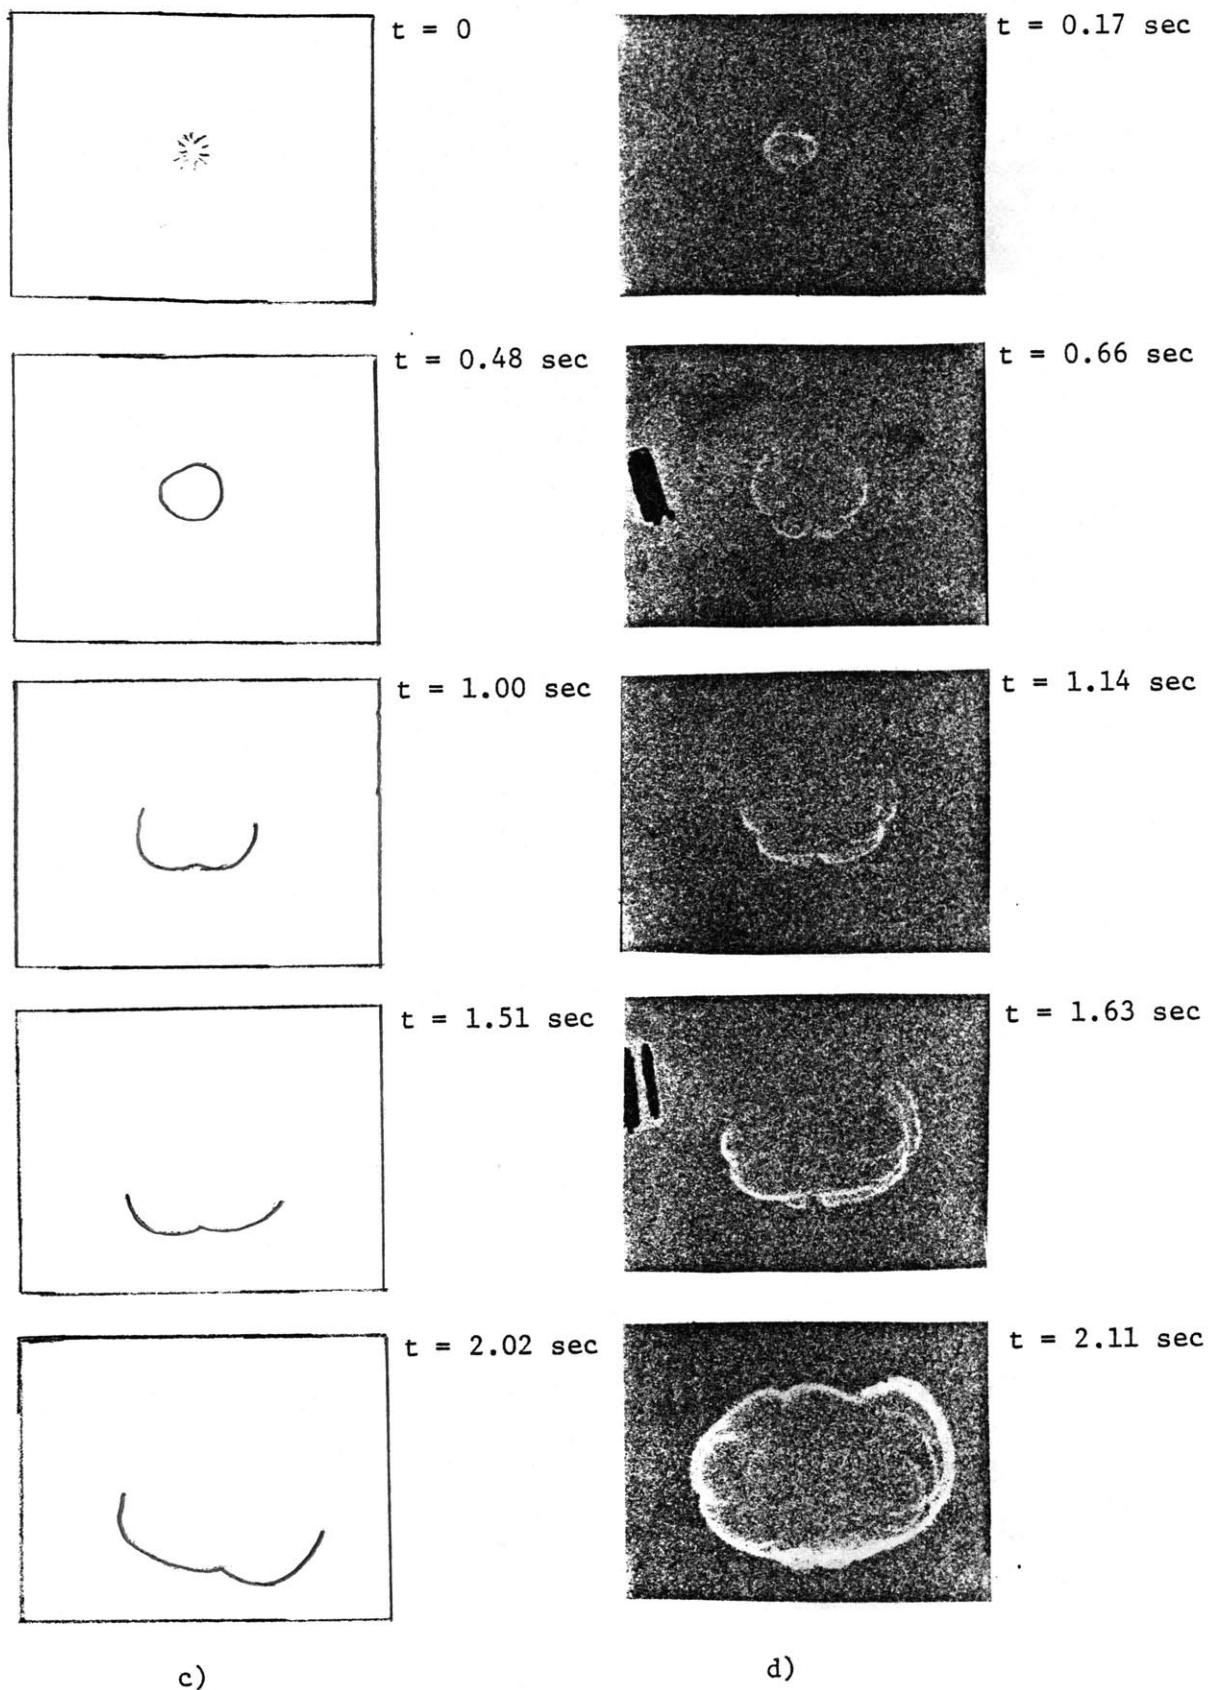 t = 0
t = 0.17 sec
t = 0.48 sec
t = 0.66 sec
t = 1.00 sec
t = 1.14 sec
t = 1.51 sec
t = 1.63 sec
t = 2.02 sec
t = 2.11 sec
c)
d)